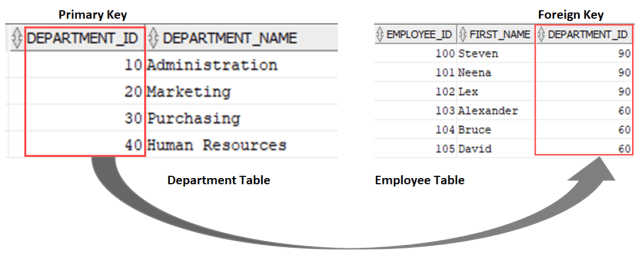 Primary Key
Foreign Key
DEPARTMENT_ID DEPARTMENT_NAME
10 Administration
20 Marketing
30 Purchasing
40 Human Resources
EMPLOYEE_ID FIRST_NAME DEPARTMENT_ID
100 Steven 90
101 Neena 90
102 Lex 90
103 Alexander 60
104 Bruce 60
105 David 60
Department Table
Employee Table